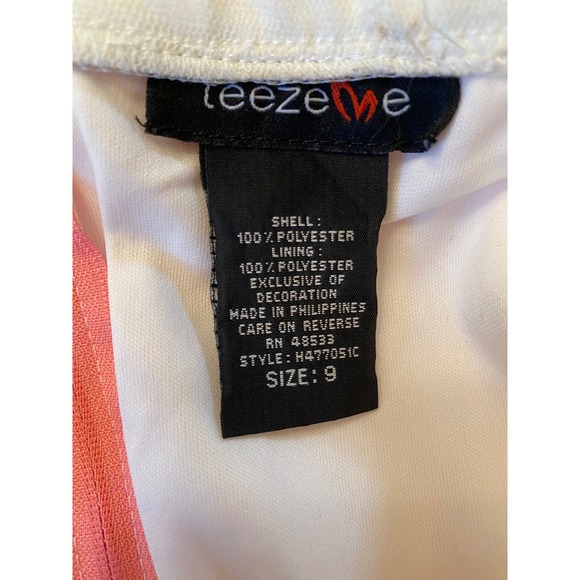 teezeme
SHELL :
100% POLYESTER
LINING :
100% POLYESTER
EXCLUSIVE OF
DECORATION
MADE IN PHILIPPINES
CARE ON REVERSE
RN 48533
STYLE: H477051C
SIZE: 9